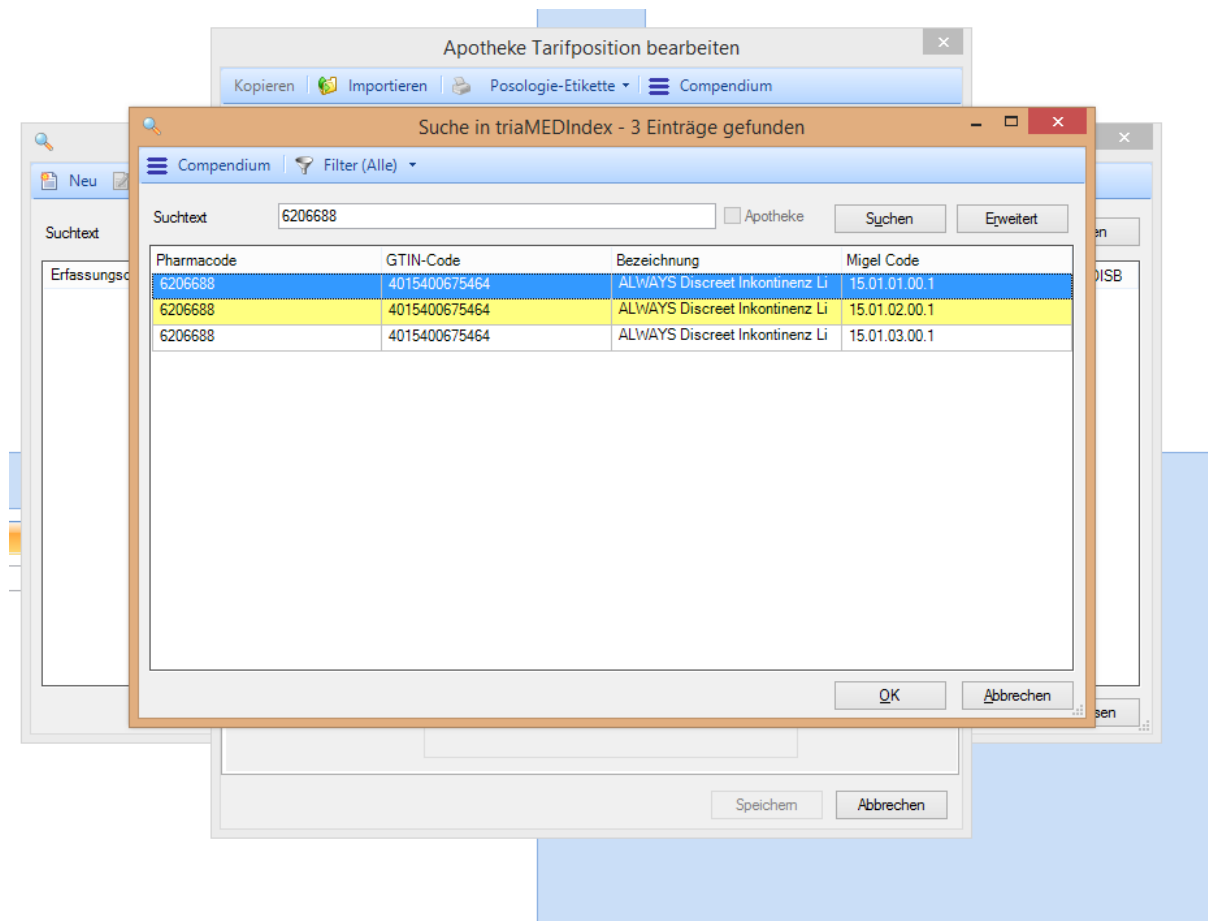 Apotheke Tarifposition bearbeiten
Kopieren Importieren Posologie-Etikette Compendium
Suche in triaMEDIndex - 3 Einträge gefunden
Compendium Filter (Alle)
Neu
Suchtext 6206688 Apotheke Suchen Erweitert
Suchtext
en
Pharmacode GTIN-Code Bezeichnung Migel Code
Erfassungsc
DISB
6206688 4015400675464 ALWAYS Discreet Inkontinenz Li 15.01.01.00.1
6206688 4015400675464 ALWAYS Discreet Inkontinenz Li 15.01.02.00.1
6206688 4015400675464 ALWAYS Discreet Inkontinenz Li 15.01.03.00.1
OK Abbrechen
sen
Speichern Abbrechen